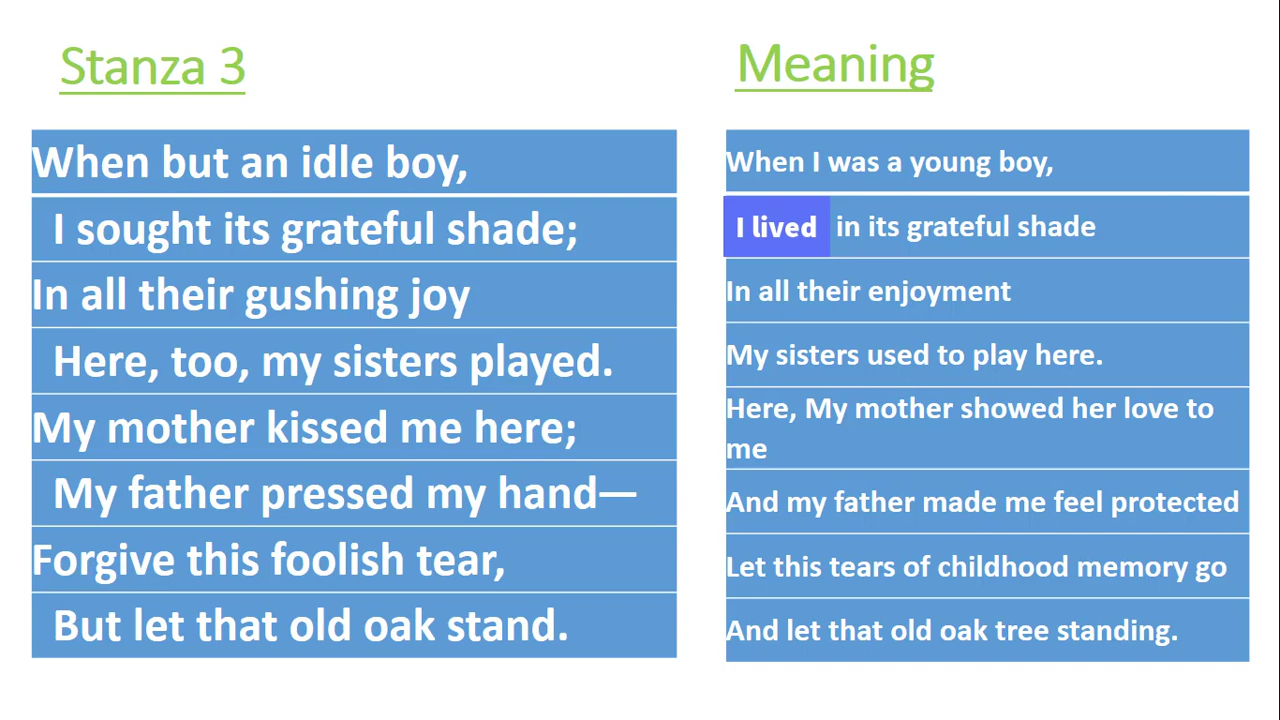 Stanza 3
When but an idle boy,
I sought its grateful shade;
In all their gushing joy
Here, too, my sisters played.
My mother kissed me here;
My father pressed my hand—
Forgive this foolish tear,
But let that old oak stand.
Meaning
When I was a young boy,
I lived in its grateful shade
In all their enjoyment
My sisters used to play here.
Here, My mother showed her love to
me
And my father made me feel protected
Let this tears of childhood memory go
And let that old oak tree standing.